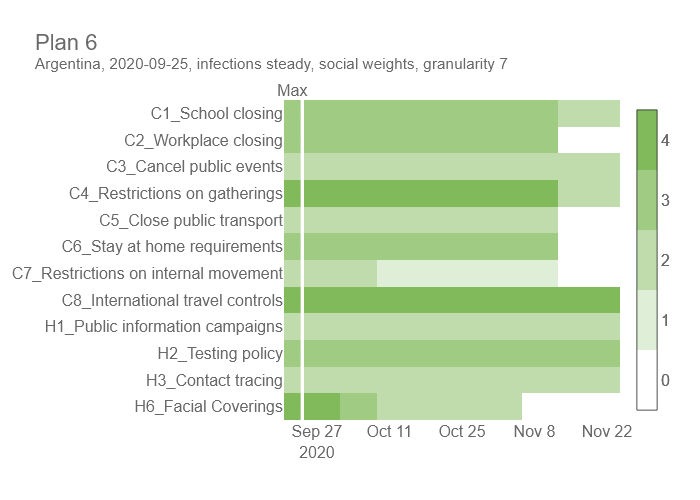 Plan 6
Argentina, 2020-09-25, infections steady, social weights, granularity 7
Max
C1_School closing
C2_Workplace closing
C3_Cancel public events
C4_Restrictions on gatherings
C5_Close public transport
C6_Stay at home requirements
C7_Restrictions on internal movement
C8_International travel controls
H1_Public information campaigns
H2_Testing policy
H3_Contact tracing
H6_Facial Coverings
4
3
2
1
0
Sep 27 Oct 11 Oct 25 Nov 8 Nov 22
2020